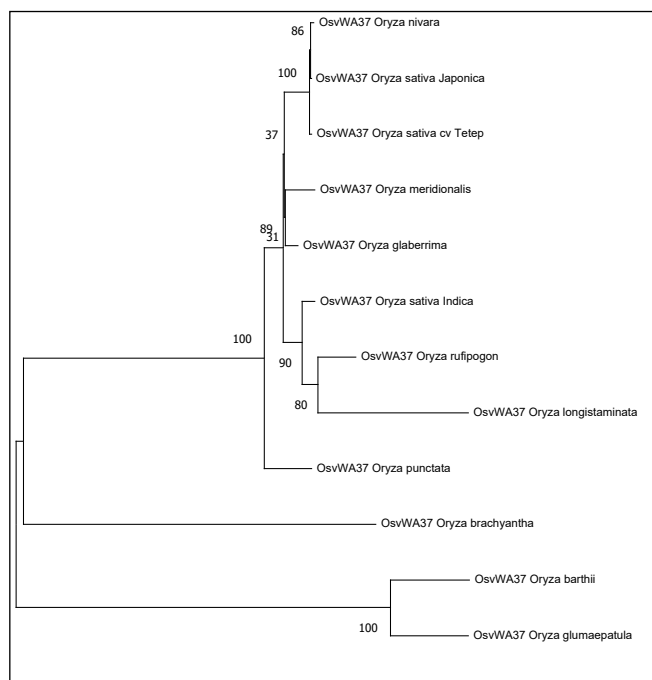 86
OsvWA37 Oryza nivara
100
OsvWA37 Oryza sativa Japonica
OsvWA37 Oryza sativa cv Tetep
37
OsvWA37 Oryza meridionalis
89
31
OsvWA37 Oryza glaberrima
OsvWA37 Oryza sativa Indica
100
90
OsvWA37 Oryza rufipogon
80
OsvWA37 Oryza longistaminata
OsvWA37 Oryza punctata
OsvWA37 Oryza brachyantha
OsvWA37 Oryza barthii
100
OsvWA37 Oryza glumaepatula